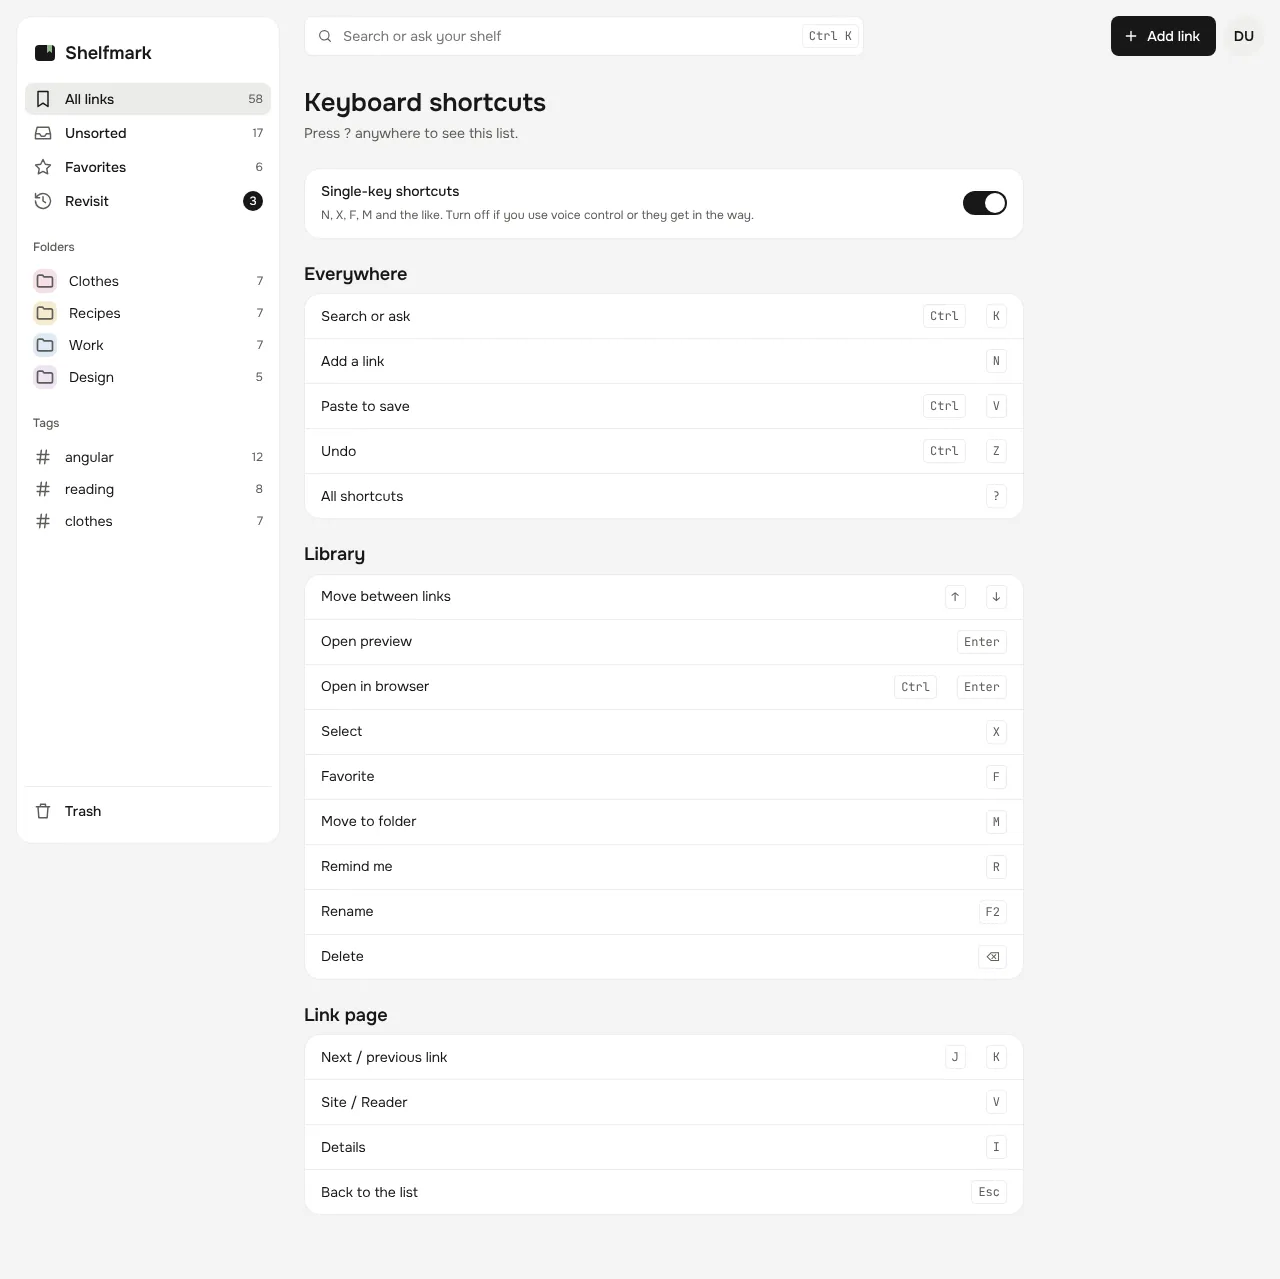 Shelfmark
All links 58
Unsorted 17
Favorites 6
Revisit 3
Folders
Clothes 7
Recipes 7
Work 7
Design 5
Tags
# angular 12
# reading 8
# clothes 7
Trash
Search or ask your shelf Ctrl K
+ Add link
DU
Keyboard shortcuts
Press ? anywhere to see this list.
Single-key shortcuts
N, X, F, M and the like. Turn off if you use voice control or they get in the way.
Everywhere
Search or ask Ctrl K
Add a link N
Paste to save Ctrl V
Undo Ctrl Z
All shortcuts ?
Library
Move between links ↑ ↓
Open preview Enter
Open in browser Ctrl Enter
Select X
Favorite F
Move to folder M
Remind me R
Rename F2
Delete ⌫
Link page
Next / previous link J K
Site / Reader V
Details I
Back to the list Esc